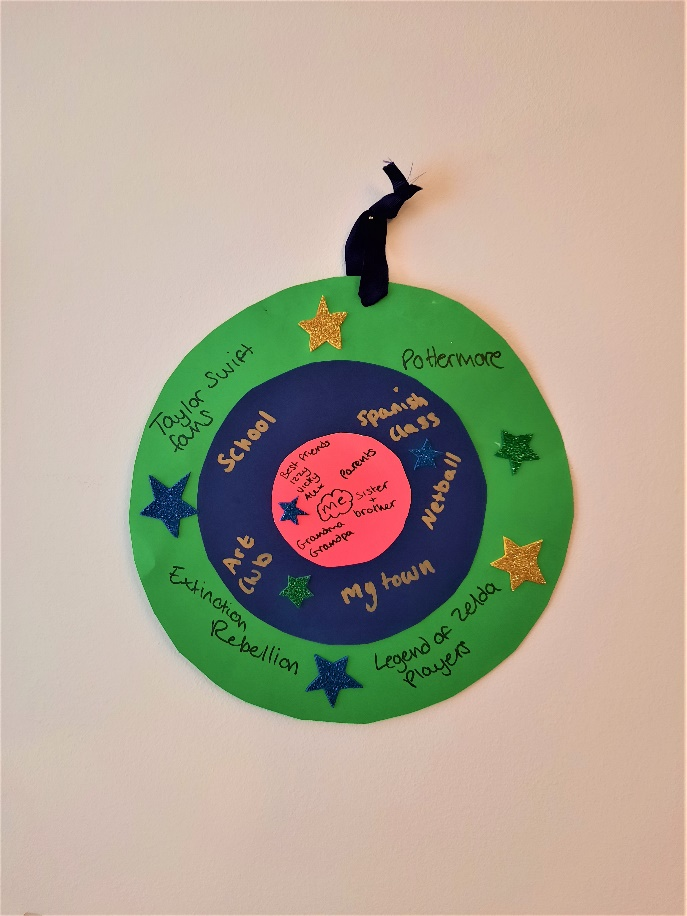 Taylor Swift
fans
Pottermore
School
Spanish
Class
Netball
My town
Art
Club
Best friends
Izzy
Vicky
Alex
Parents
me
Sister
+
brother
Grandma
Grandpa
Extinction
Rebellion
Legend of Zelda
Players